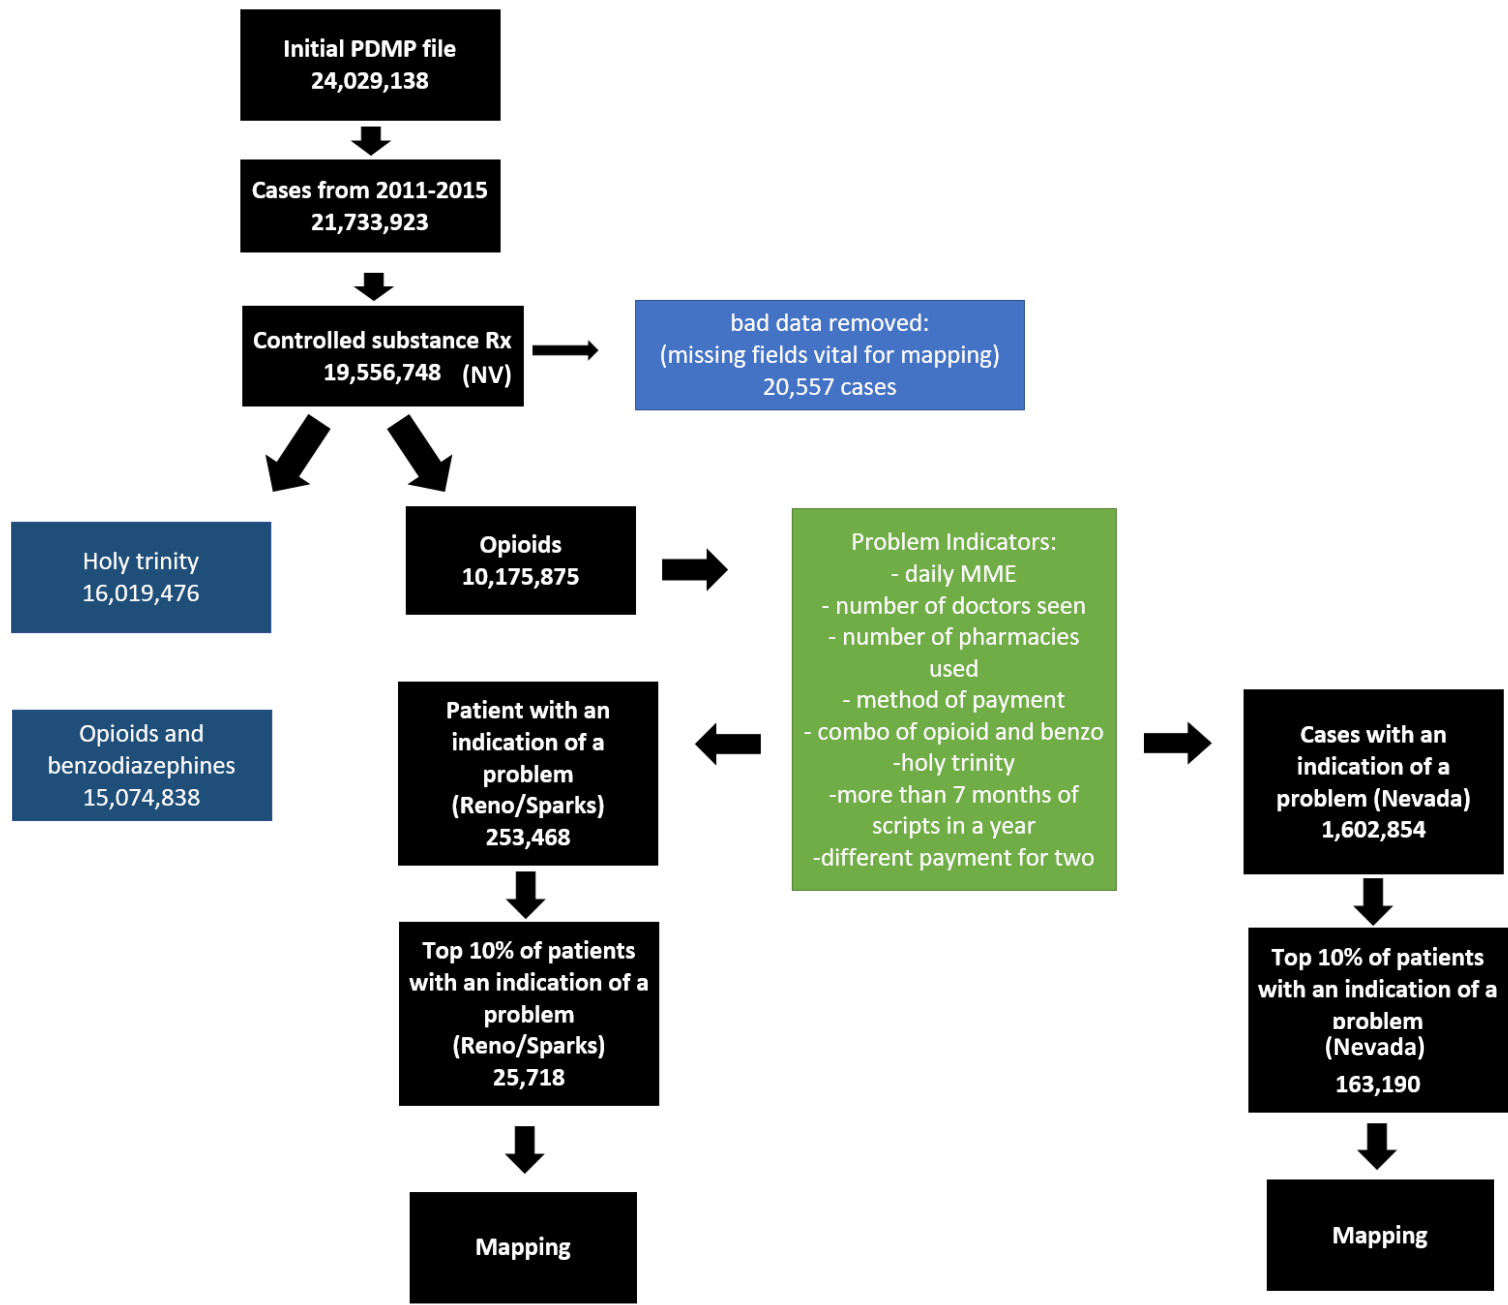 Initial PDMP file
24,029,138
Cases from 2011-2015
21,733,923
Controlled substance Rx
19,556,748 (NV)
bad data removed:
(missing fields vital for mapping)
20,557 cases
Holy trinity
16,019,476
Opioids
10,175,875
Problem Indicators:
- daily MME
- number of doctors seen
- number of pharmacies
used
- method of payment
- combo of opioid and benzo
-holy trinity
-more than 7 months of
scripts in a year
-different payment for two
Opioids and
benzodiazephines
15,074,838
Patient with an
indication of a
problem
(Reno/Sparks)
253,468
Cases with an
indication of a
problem (Nevada)
1,602,854
Top 10% of patients
with an indication of a
problem
(Reno/Sparks)
25,718
Top 10% of patients
with an indication of a
problem
(Nevada)
163,190
Mapping
Mapping